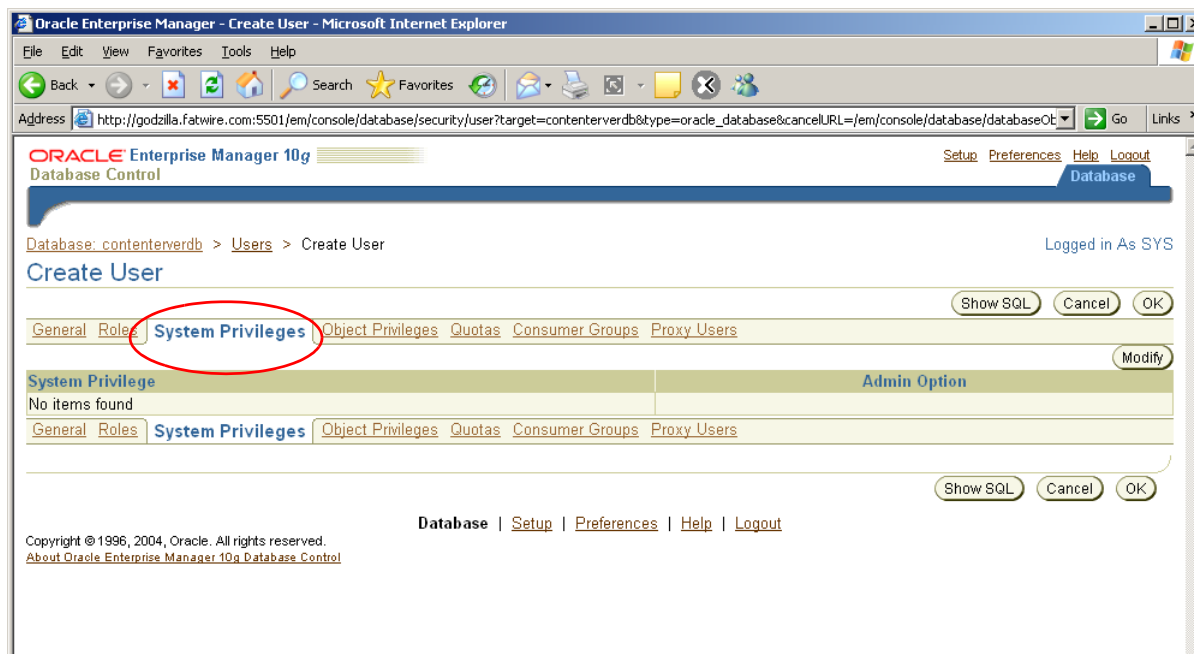 Oracle Enterprise Manager - Create User - Microsoft Internet Explorer
File Edit View Favorites Tools Help
Back Search Favorites
Address http://godzilla.fatwire.com:5501/em/console/database/security/user?target=contenterverdb&type=oracle_database&cancelURL=/em/console/database/databaseOb Go Links
ORACLE Enterprise Manager 10g
Database Control
Setup Preferences Help Logout
Database
Database: contenterverdb > Users > Create User
Logged in As SYS
Create User
Show SQL Cancel OK
General Roles System Privileges Object Privileges Quotas Consumer Groups Proxy Users
Modify
System Privilege Admin Option
No items found
General Roles System Privileges Object Privileges Quotas Consumer Groups Proxy Users
Show SQL Cancel OK
Database | Setup | Preferences | Help | Logout
Copyright © 1996, 2004, Oracle. All rights reserved.
About Oracle Enterprise Manager 10g Database Control